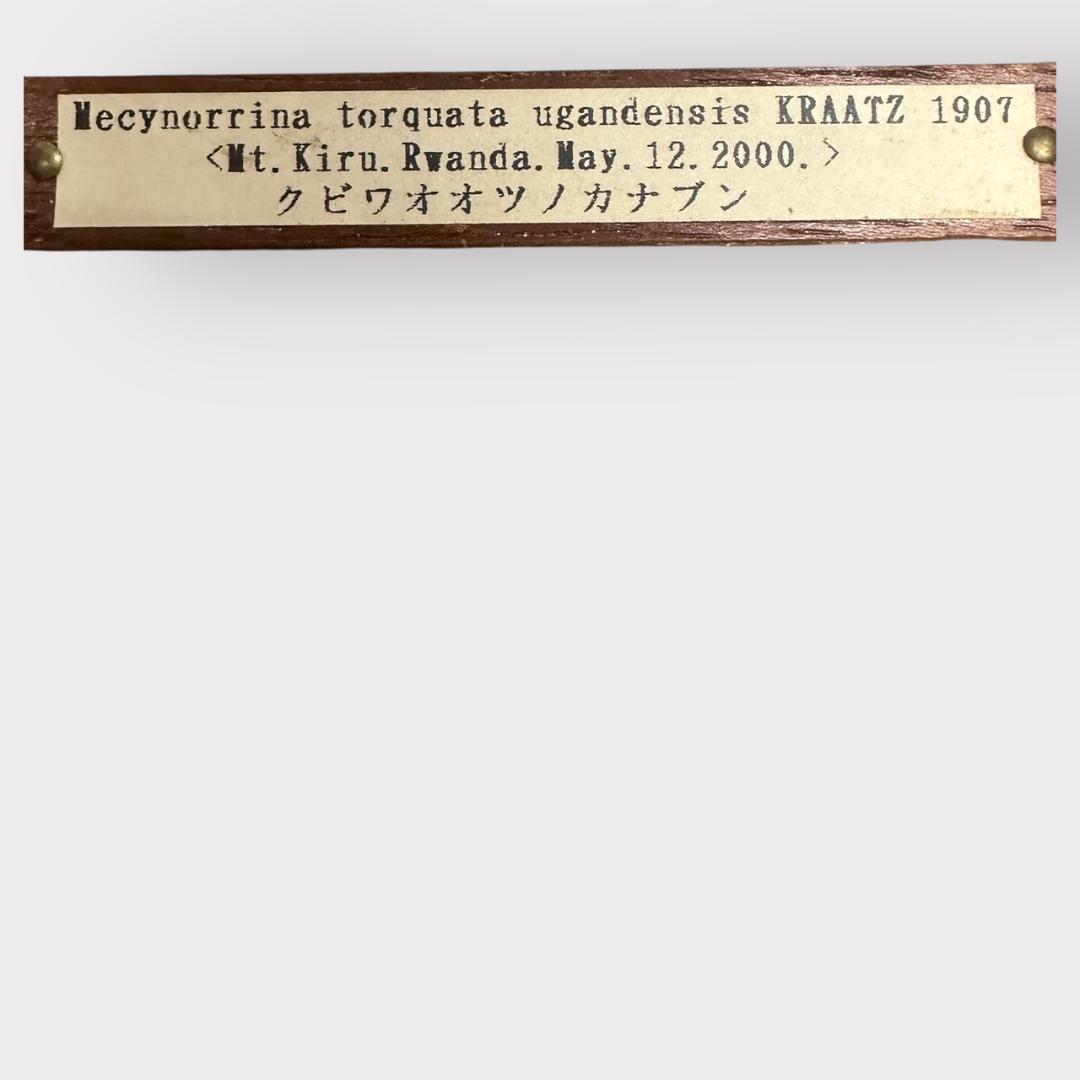 Mecynorrina torquata ugandensis KRAATZ 1907
<Mt.Kiru.Rwanda.May.12.2000.>
クビワオオツノカナブン